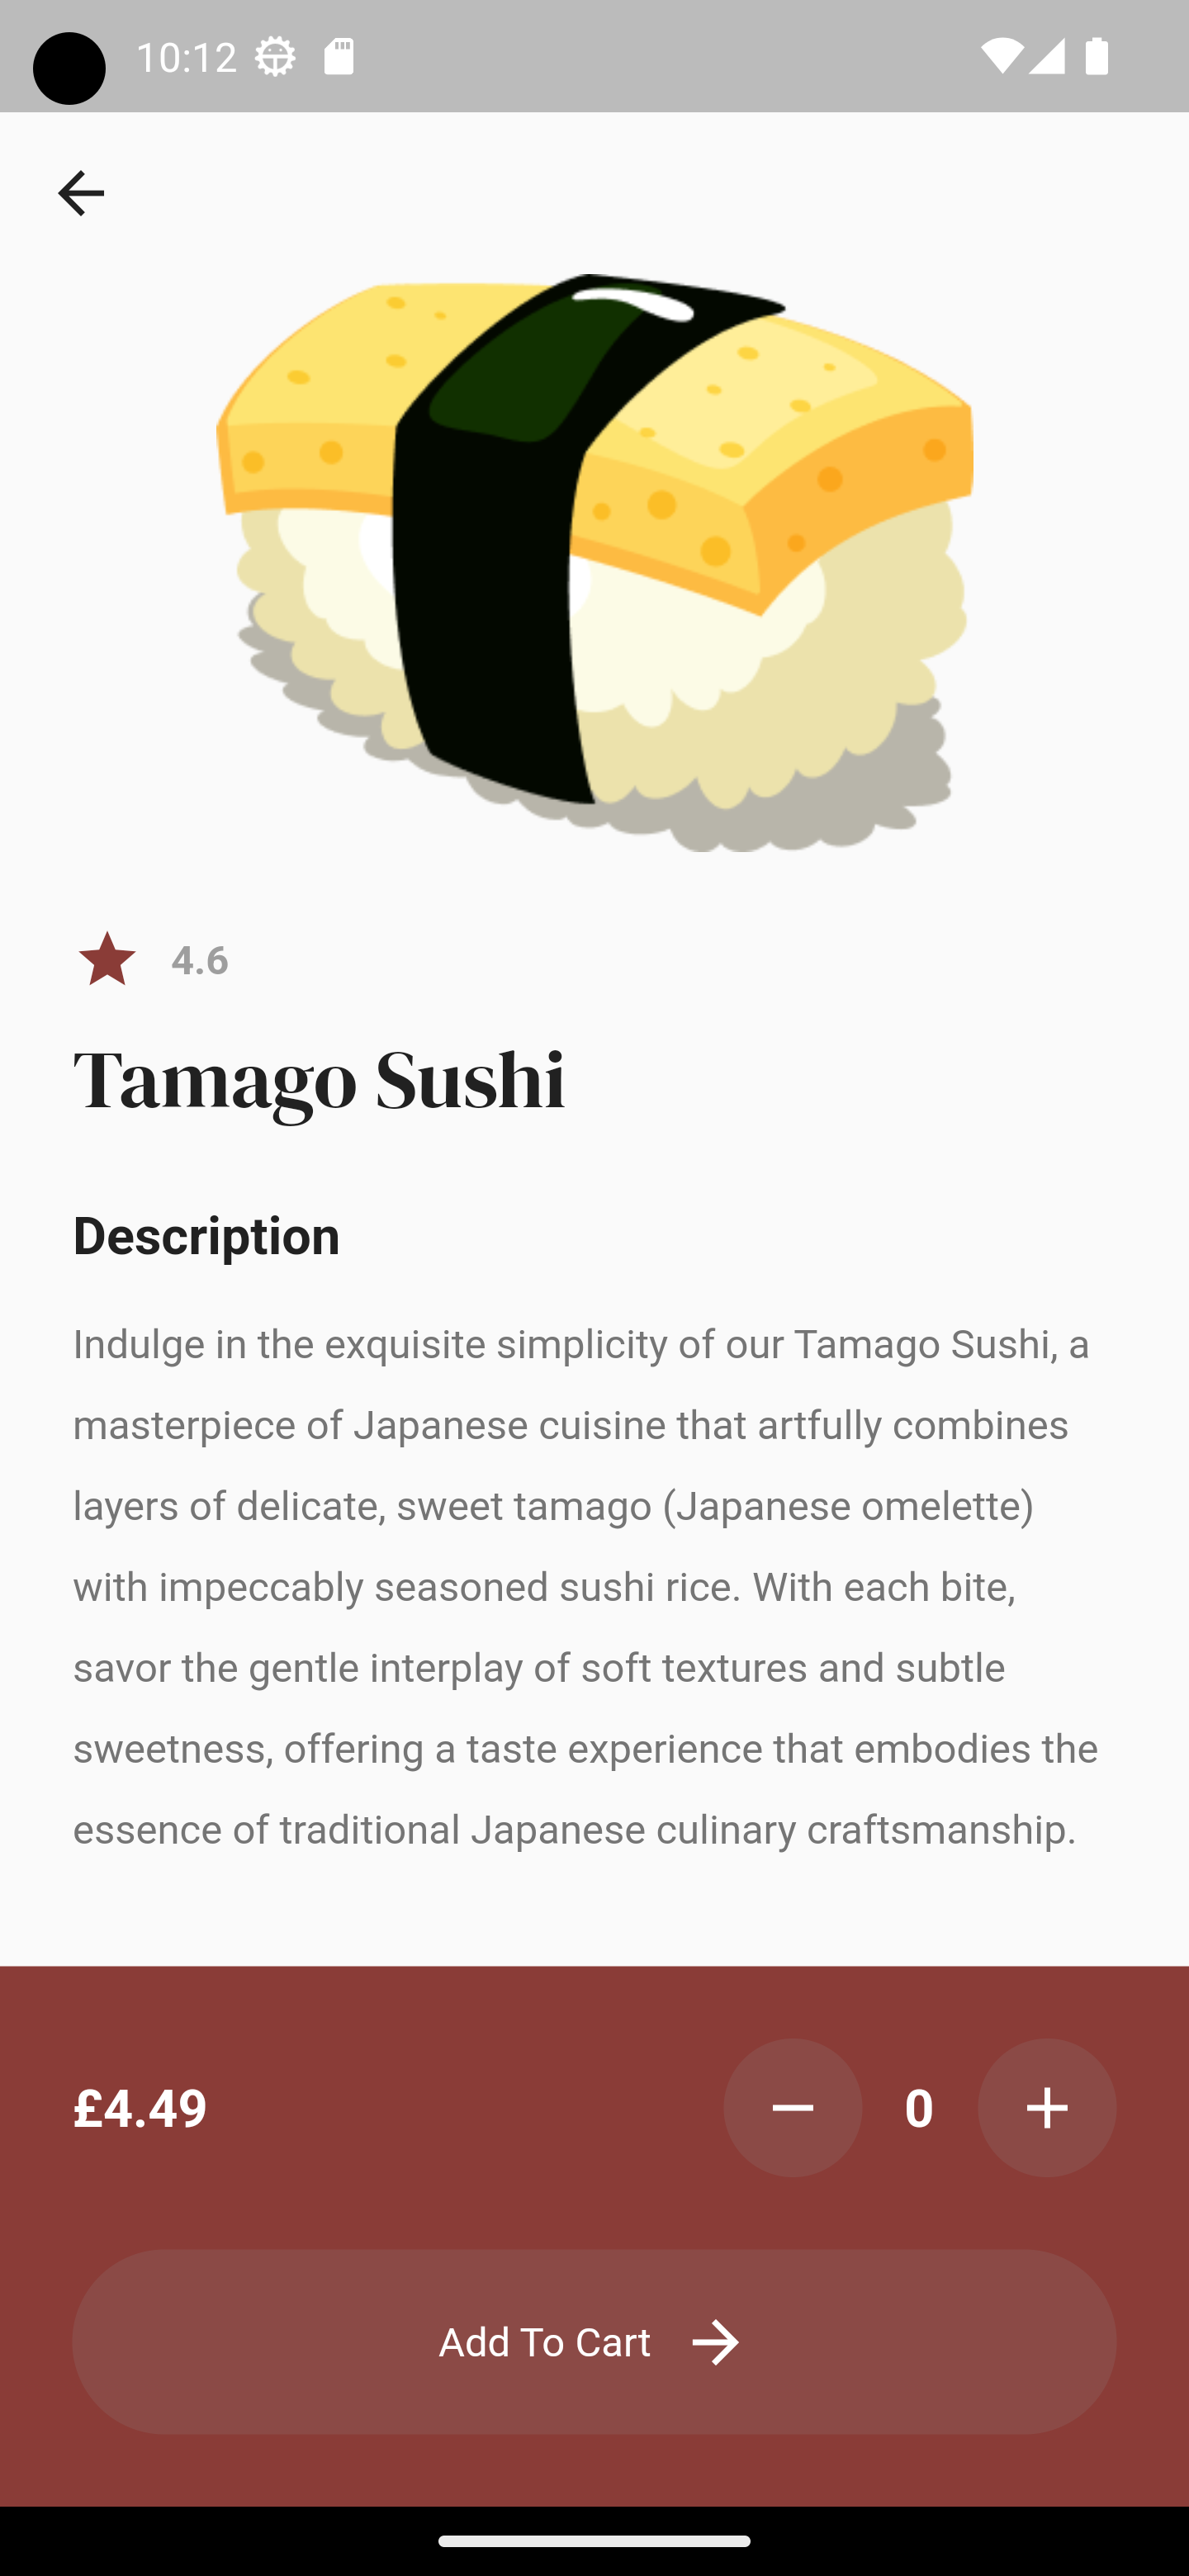 10:12
4.6
Tamago Sushi
Description
Indulge in the exquisite simplicity of our Tamago Sushi, a
masterpiece of Japanese cuisine that artfully combines
layers of delicate, sweet tamago (Japanese omelette)
with impeccably seasoned sushi rice. With each bite,
savor the gentle interplay of soft textures and subtle
sweetness, offering a taste experience that embodies the
essence of traditional Japanese culinary craftsmanship.
£4.49
0
Add To Cart